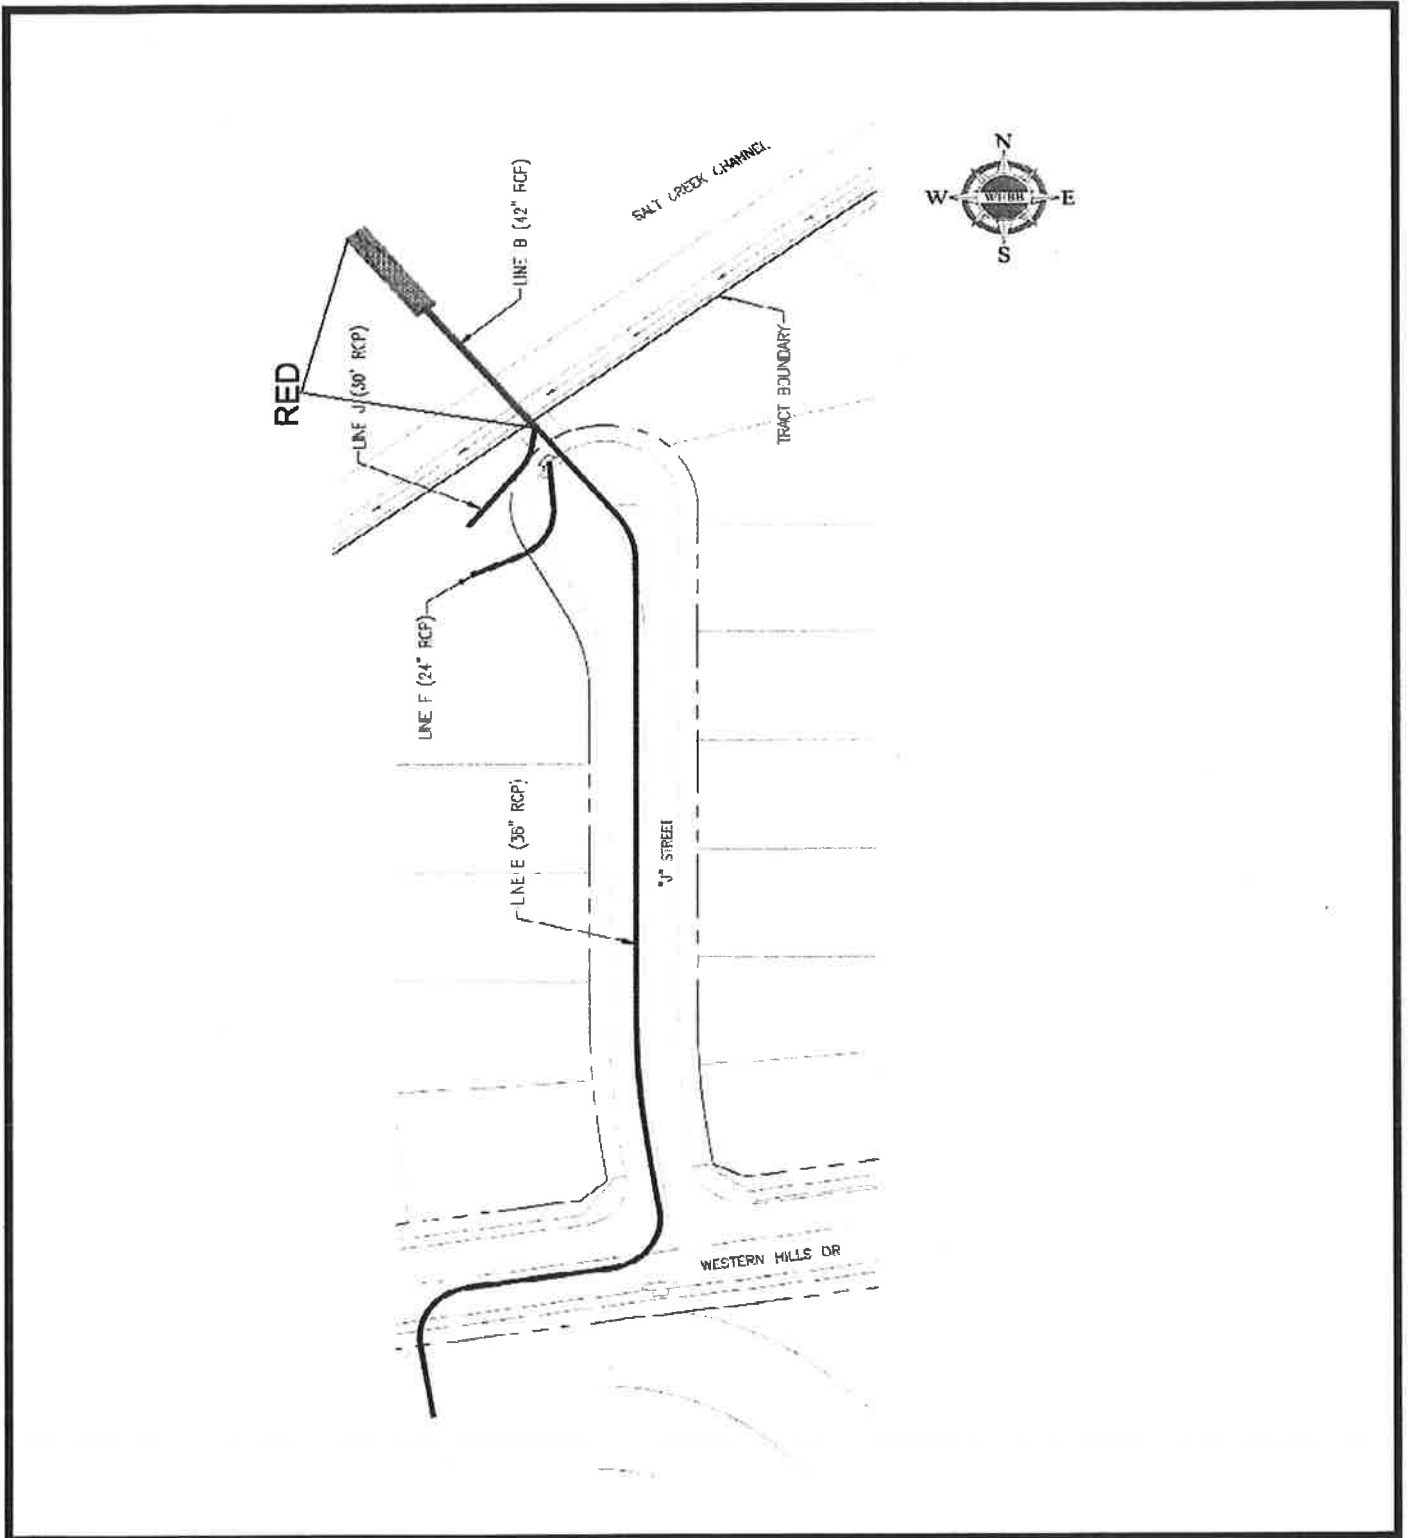 N
W
WEBB
E
S
SALT CREEK CHANNEL
LINE B (42" RCP)
RED
LINE J (30' RCP)
TRACT BOUNDARY
LINE F (24" RCP)
LINE E (36" RCP)
"J" STREET
WESTERN HILLS DR